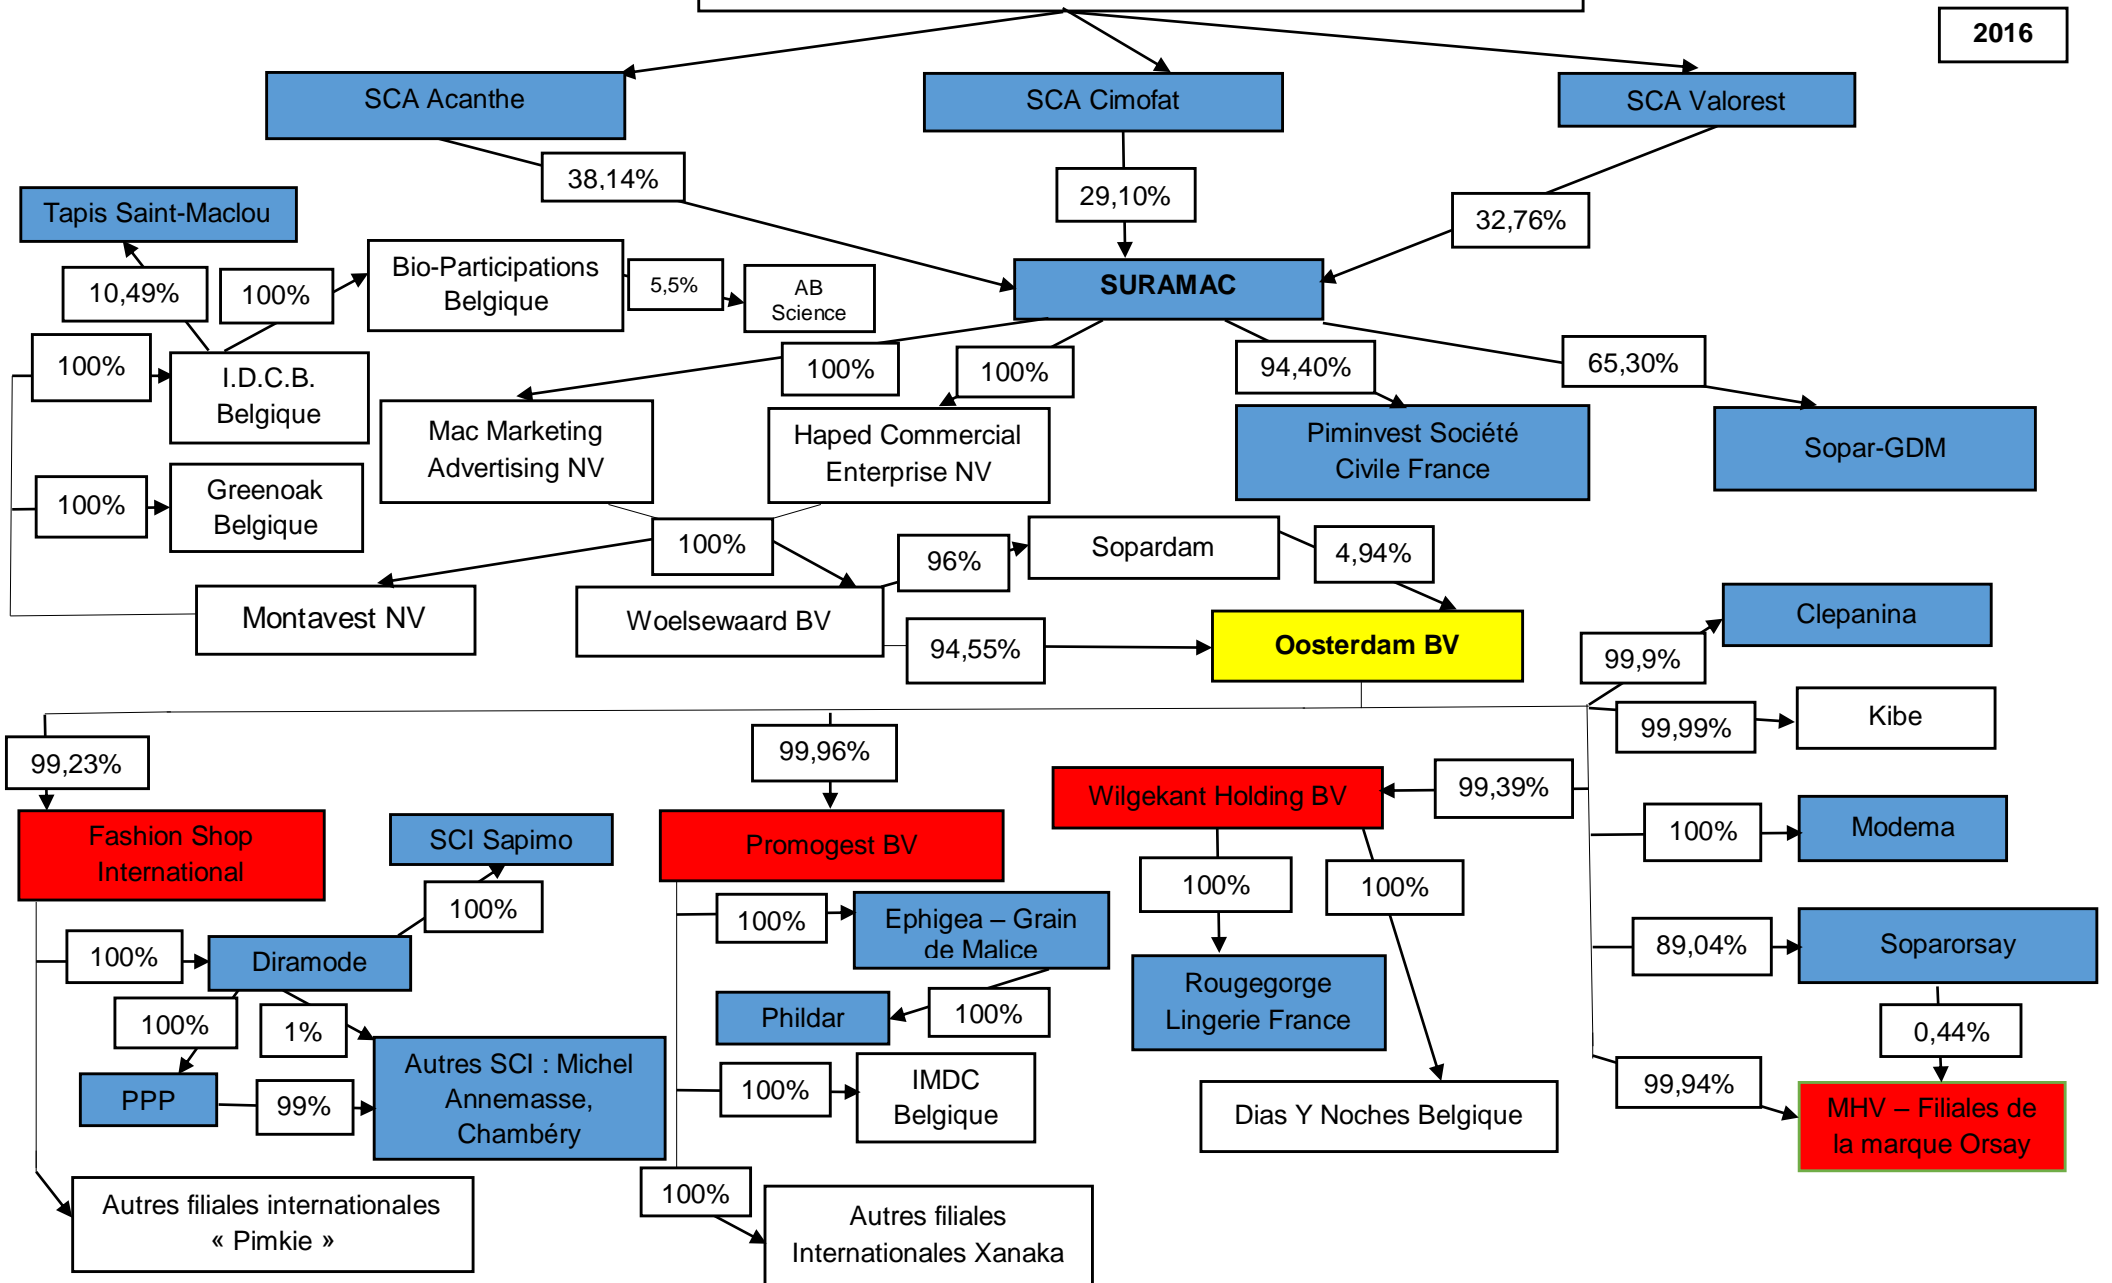 2016
SCA Acanthe
SCA Cimofat
SCA Valorest
38,14%
29,10%
32,76%
Tapis Saint-Maclou
10,49%
100%
Bio-Participations
Belgique
5,5%
AB
Science
SURAMAC
100%
I.D.C.B.
Belgique
100%
100%
94,40%
65,30%
Mac Marketing
Advertising NV
Haped Commercial
Enterprise NV
Piminvest Société
Civile France
Sopar-GDM
100%
Greenoak
Belgique
100%
96%
Sopardam
4,94%
Montavest NV
Woelsewaard BV
94,55%
Oosterdam BV
Clepanina
99,9%
Kibe
99,99%
99,23%
99,96%
Wilgekant Holding BV
99,39%
Fashion Shop
International
SCI Sapimo
100%
Promogest BV
100%
Modema
100%
100%
100%
Diramode
100%
Ephigea – Grain
de Malice
89,04%
Soparorsay
100%
1%
Phildar
100%
Rougegorge
Lingerie France
0,44%
PPP
99%
Autres SCI : Michel
Annemasse,
Chambéry
100%
IMDC
Belgique
Dias Y Noches Belgique
99,94%
MHV – Filiales de
la marque Orsay
Autres filiales internationales
« Pimkie »
100%
Autres filiales
Internationales Xanaka